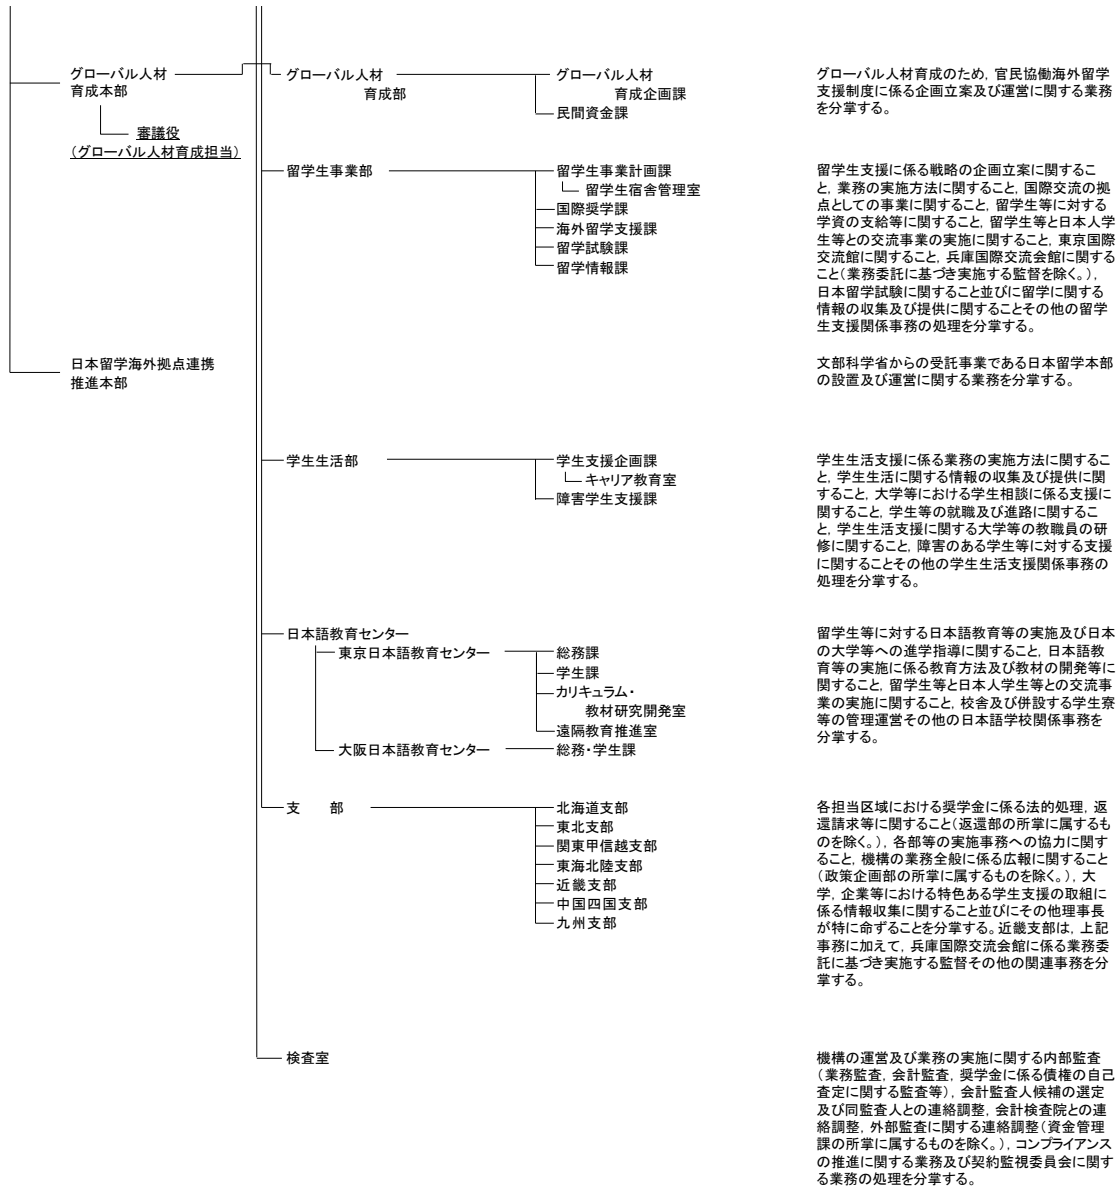 グローバル人材
育成本部
審議役
(グローバル人材育成担当)
グローバル人材
育成部
グローバル人材
育成企画課
民間資金課
グローバル人材育成のため, 官民協働海外留学
支援制度に係る企画立案及び運営に関する業務
を分掌する。
留学生事業部
留学生事業計画課
留学生宿舎管理室
国際奨学課
海外留学支援課
留学試験課
留学情報課
留学生支援に係る戦略の企画立案に関するこ
と, 業務の実施方法に関すること, 国際交流の拠
点としての事業に関すること, 留学生等に対する
学資の支給等に関すること, 留学生等と日本人学
生等との交流事業の実施に関すること, 東京国際
交流館に関すること, 兵庫国際交流会館に関する
こと(業務委託に基づき実施する監督を除く。),
日本留学試験に関すること並びに留学に関する
情報の収集及び提供に関することその他の留学
生支援関係事務の処理を分掌する。
日本留学海外拠点連携
推進本部
文部科学省からの受託事業である日本留学本部
の設置及び運営に関する業務を分掌する。
学生生活部
学生支援企画課
キャリア教育室
障害学生支援課
学生生活支援に係る業務の実施方法に関するこ
と, 学生生活に関する情報の収集及び提供に関
すること, 大学等における学生相談に係る支援に
関すること, 学生等の就職及び進路に関するこ
と, 学生生活支援に関する大学等の教職員の研
修に関すること, 障害のある学生等に対する支援
に関することその他の学生生活支援関係事務の
処理を分掌する。
日本語教育センター
東京日本語教育センター
総務課
学生課
カリキュラム・
教材研究開発室
遠隔教育推進室
大阪日本語教育センター
総務・学生課
留学生等に対する日本語教育等の実施及び日本
の大学等への進学指導に関すること, 日本語教
育等の実施に係る教育方法及び教材の開発等に
関すること, 留学生等と日本人学生等との交流事
業の実施に関すること, 校舎及び併設する学生寮
等の管理運営その他の日本語学校関係事務を
分掌する。
支　部
北海道支部
東北支部
関東甲信越支部
東海北陸支部
近畿支部
中国四国支部
九州支部
各担当区域における奨学金に係る法的処理, 返
還請求等に関すること(返還部の所掌に属するも
のを除く。), 各部等の実施事務への協力に関す
ること, 機構の業務全般に係る広報に関すること
(政策企画部の所掌に属するものを除く。), 大
学, 企業等における特色ある学生支援の取組に
係る情報収集に関すること並びにその他理事長
が特に命ずることを分掌する。近畿支部は, 上記
事務に加えて, 兵庫国際交流会館に係る業務委
託に基づき実施する監督その他の関連事務を分
掌する。
検査室
機構の運営及び業務の実施に関する内部監査
(業務監査, 会計監査, 奨学金に係る債権の自己
査定に関する監査等), 会計監査人候補の選定
及び同監査人との連絡調整, 会計検査院との連
絡調整, 外部監査に関する連絡調整(資金管理
課の所掌に属するものを除く。), コンプライアンス
の推進に関する業務及び契約監視委員会に関す
る業務の処理を分掌する。